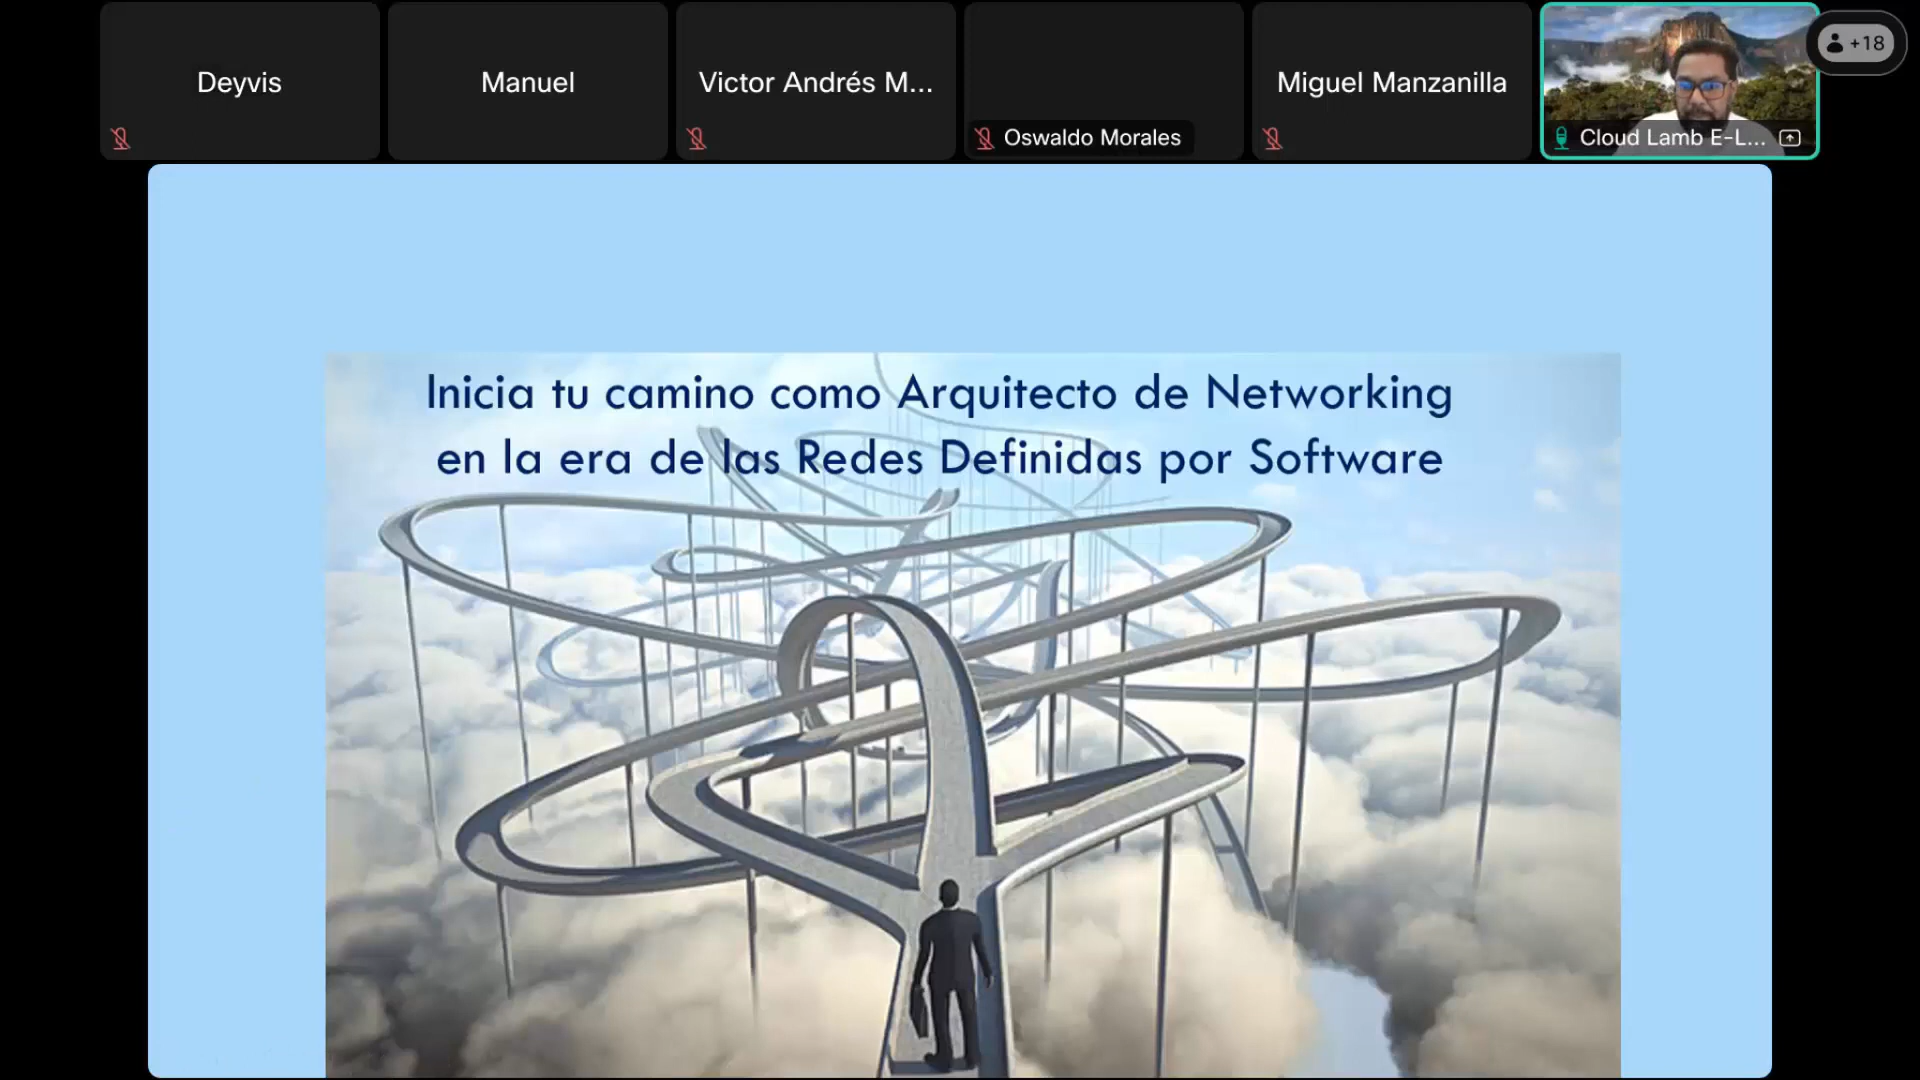 Deyvis
Manuel
Victor Andrés M...
Oswaldo Morales
Miguel Manzanilla
Cloud Lamb E-L...
+18
Inicia tu camino como Arquitecto de Networking
en la era de las Redes Definidas por Software